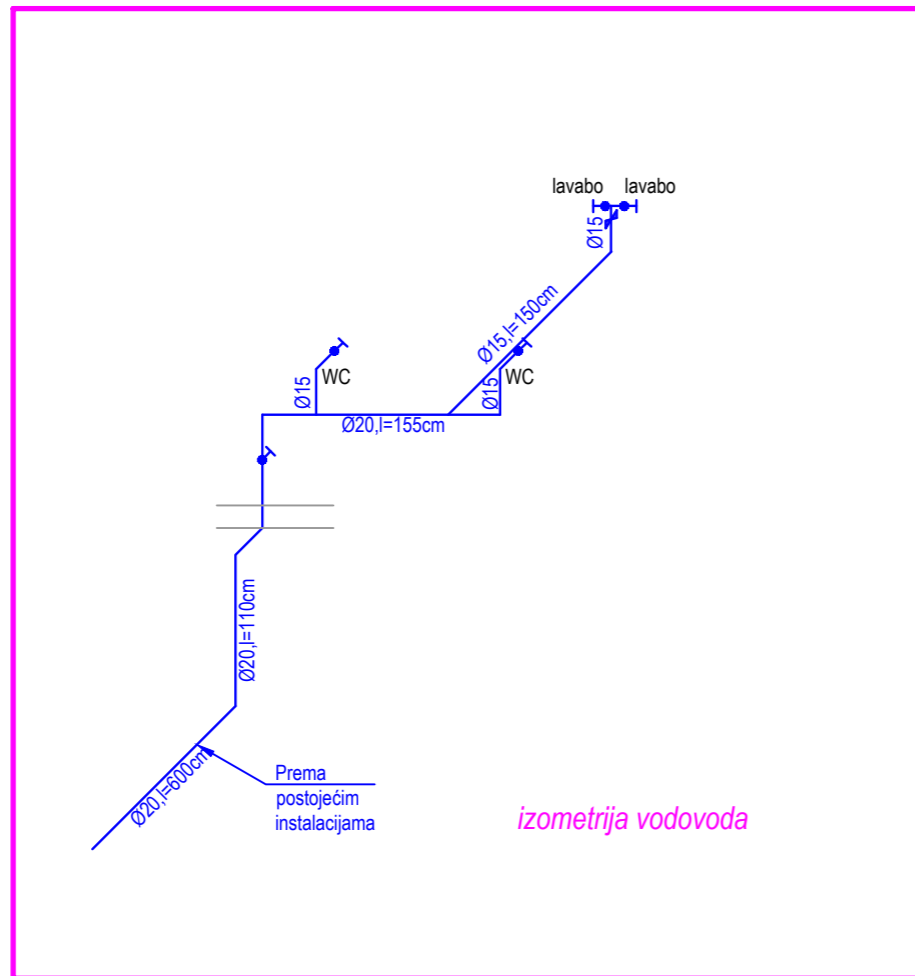 lavabo lavabo
Ø15
Ø15,l=150cm
WC
Ø15
WC
Ø15
Ø20,l=155cm
Ø20,l=110cm
Ø20,l=600cm
Prema
postojećim
instalacijama
izometrija vodovoda